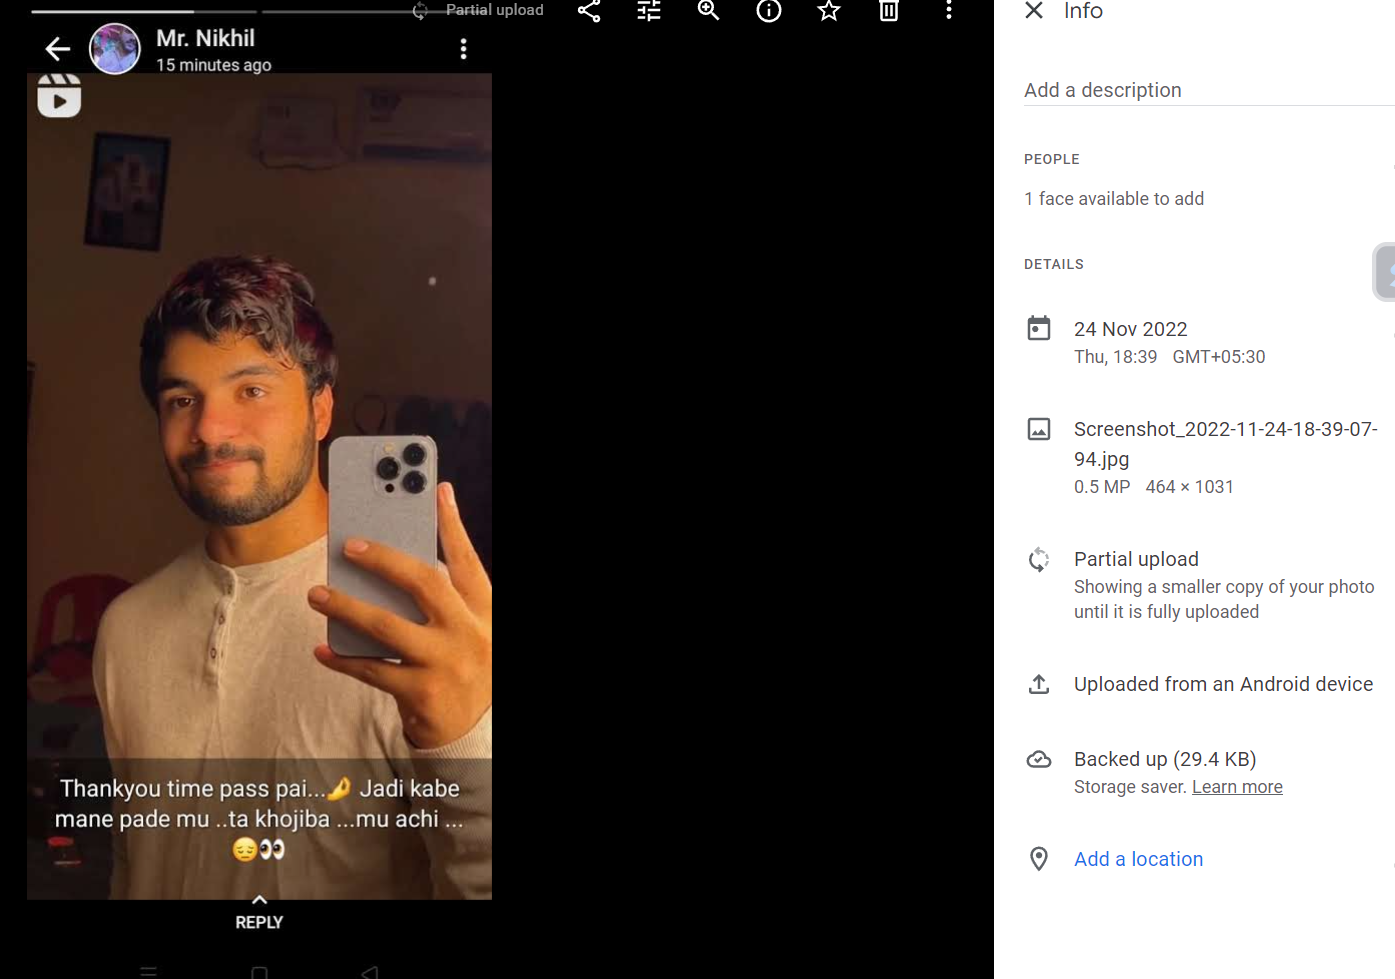 Partial upload
Mr. Nikhil
15 minutes ago
Thankyou time pass pai...🤌 Jadi kabe
mane pade mu ..ta khojiba ...mu achi ...
😔👀
REPLY
Info
Add a description
PEOPLE
1 face available to add
DETAILS
24 Nov 2022
Thu, 18:39 GMT+05:30
Screenshot_2022-11-24-18-39-07-
94.jpg
0.5 MP 464 × 1031
Partial upload
Showing a smaller copy of your photo
until it is fully uploaded
Uploaded from an Android device
Backed up (29.4 KB)
Storage saver. Learn more
Add a location